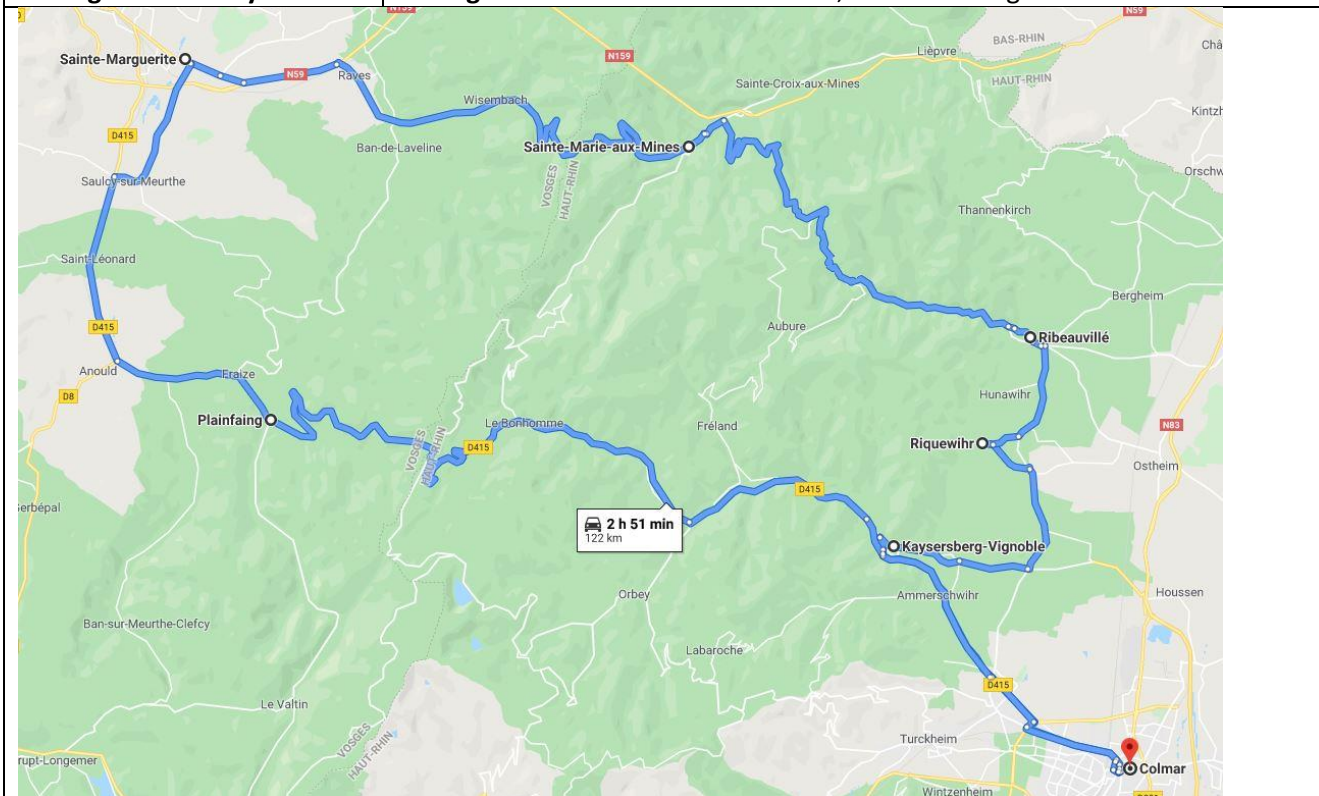 N159
N59
Sainte-Marguerite
N59
Raves
N159
Lièpvre
BAS-RHIN
HAUT-RHIN
Châ
Sainte-Croix-aux-Mines
Wisembach
Kintzh
D415
Ban-de-Laveline
Sainte-Marie-aux-Mines
VOSGES
HAUT-RHIN
Saulcy-sur-Meurthe
Orschw
Thannenkirch
Saint-Léonard
Bergheim
D415
Aubure
Ribeauvillé
Anould
Fraize
D8
Hunawihr
Plainfaing
Le Bonhomme
Fréland
N83
VOSGES
HAUT-RHIN
D415
Riquewihr
Ostheim
D415
Gerbépal
2 h 51 min
122 km
Kaysersberg-Vignoble
Orbey
Ammerschwihr
Houssen
Ban-sur-Meurthe-Clefcy
Labaroche
D415
Le Valtin
VOSGES
HAUT-RHIN
Turckheim
rupt-Longemer
Colmar
Wintzenheim